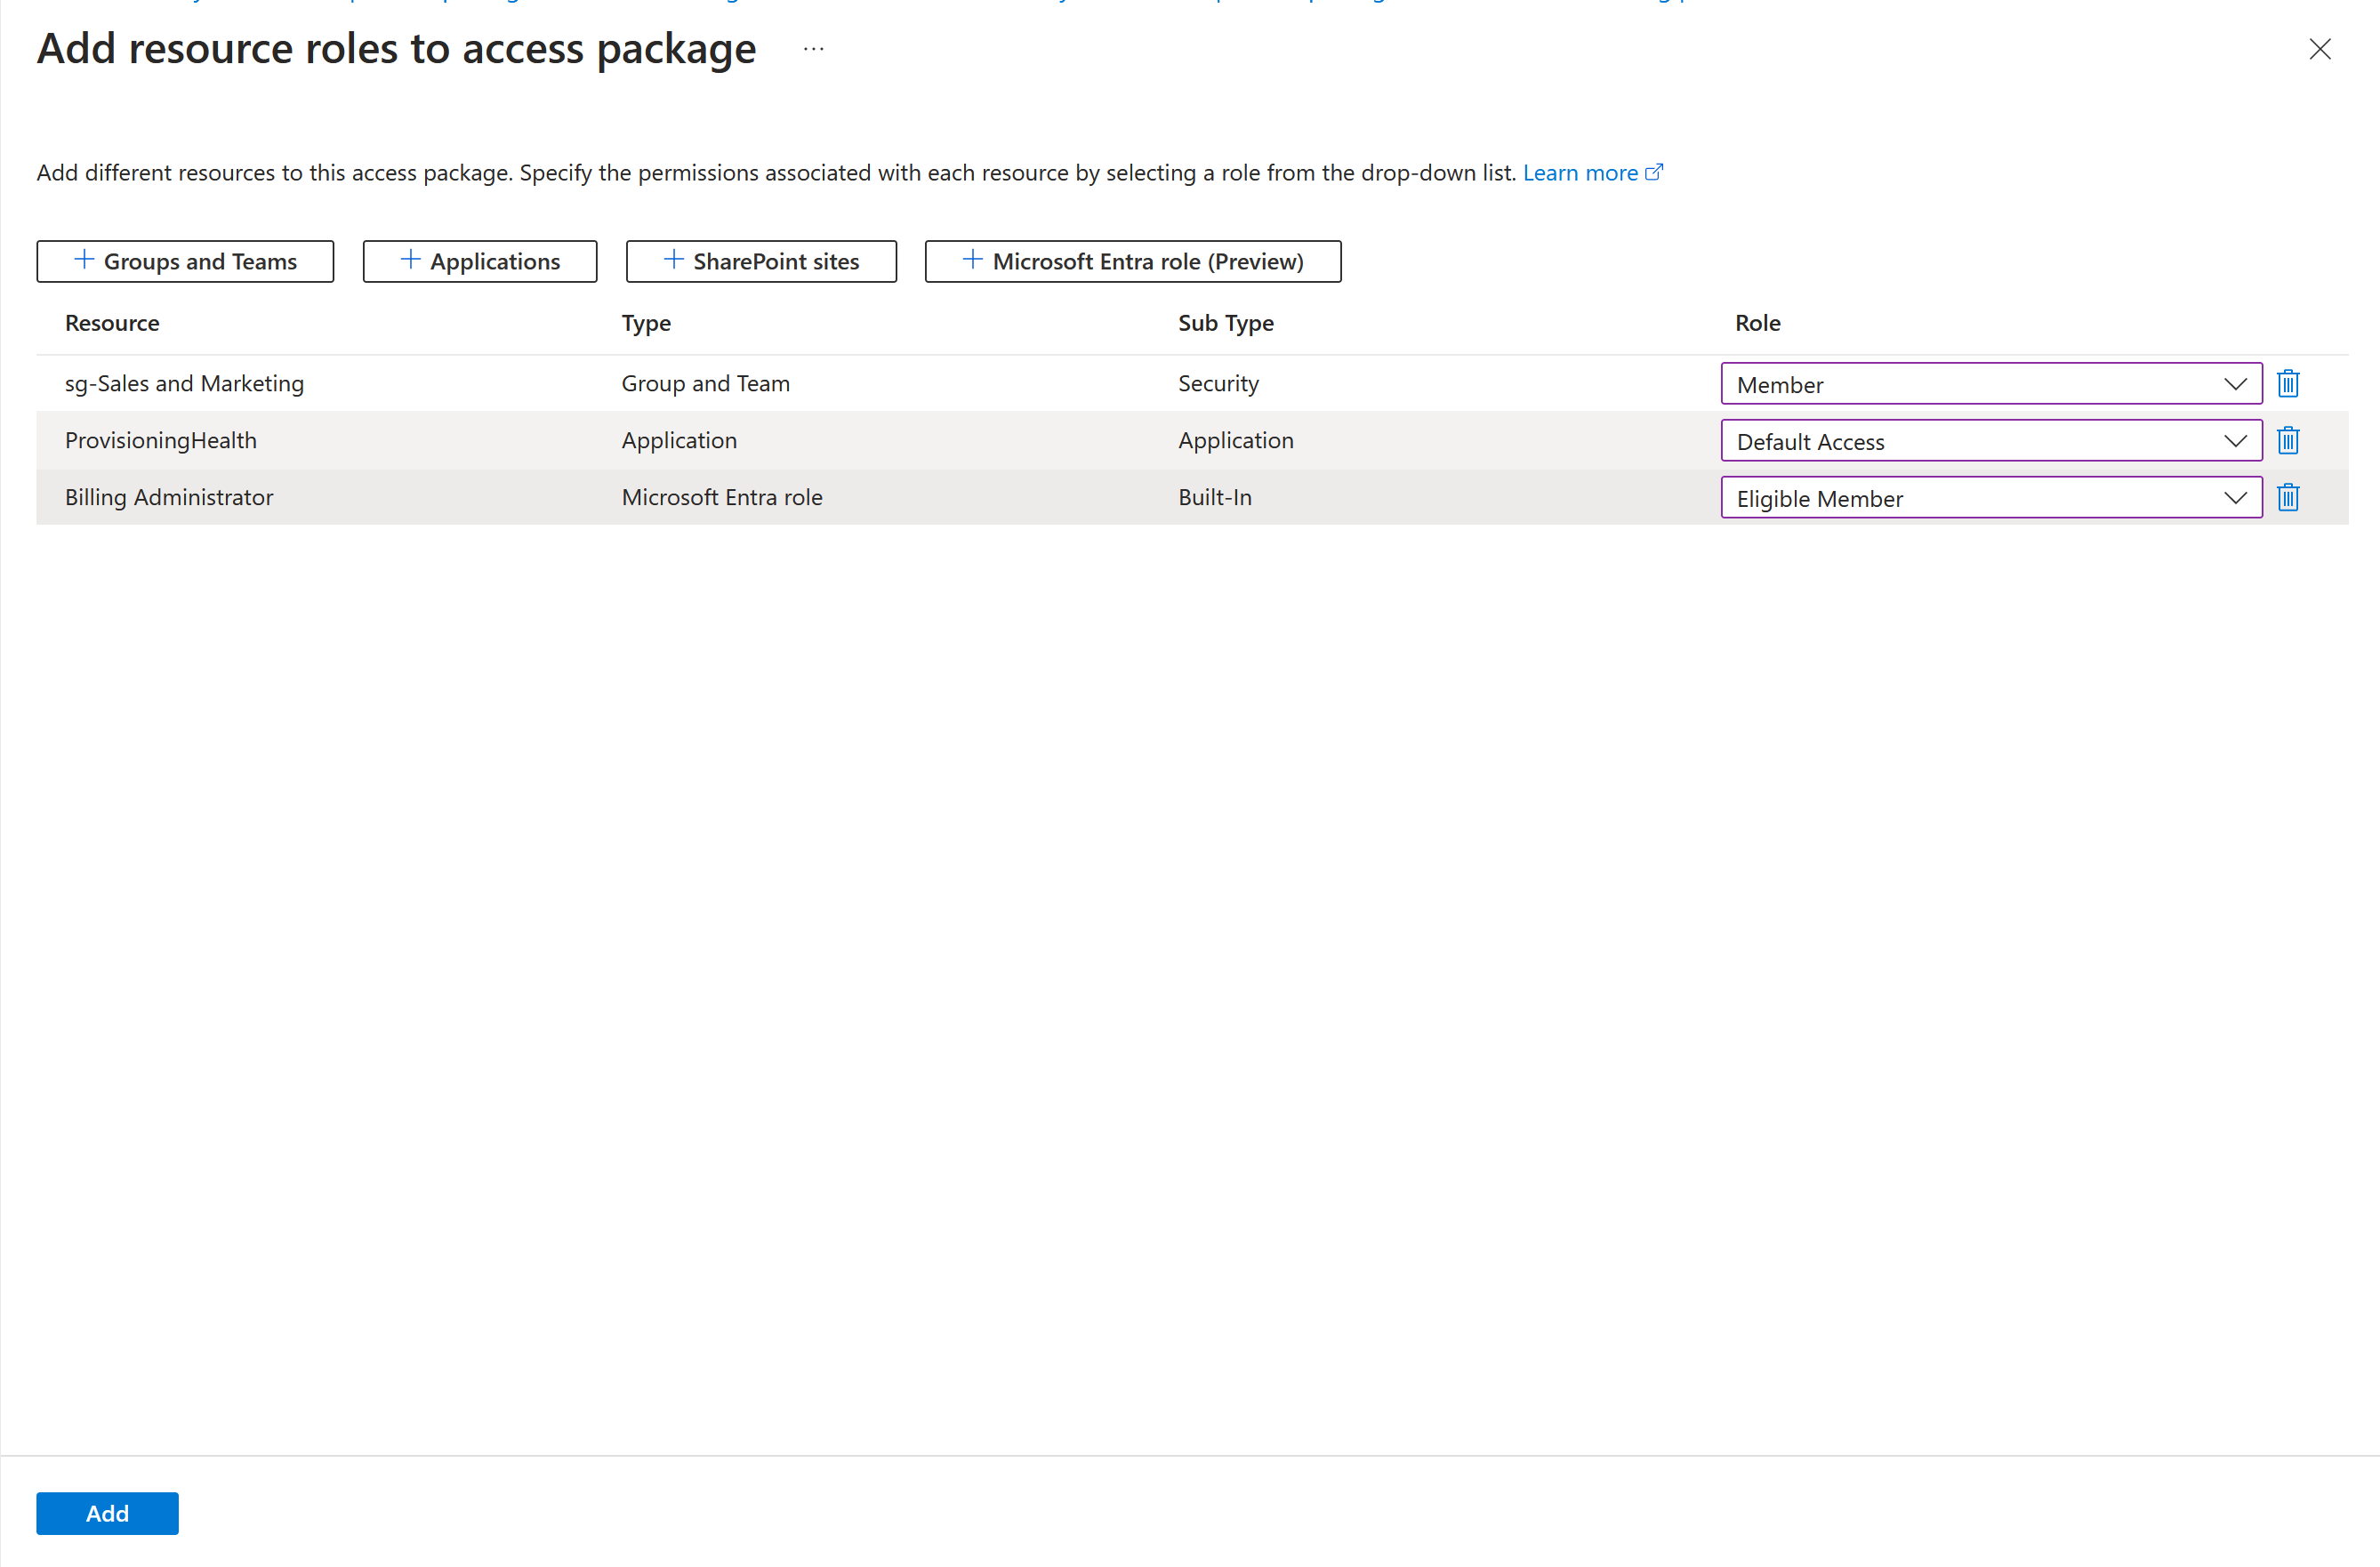 Add resource roles to access package ...
Add different resources to this access package. Specify the permissions associated with each resource by selecting a role from the drop-down list. Learn more
Groups and Teams Applications SharePoint sites Microsoft Entra role (Preview)
Resource Type Sub Type Role
sg-Sales and Marketing Group and Team Security Member
ProvisioningHealth Application Application Default Access
Billing Administrator Microsoft Entra role Built-In Eligible Member
Add